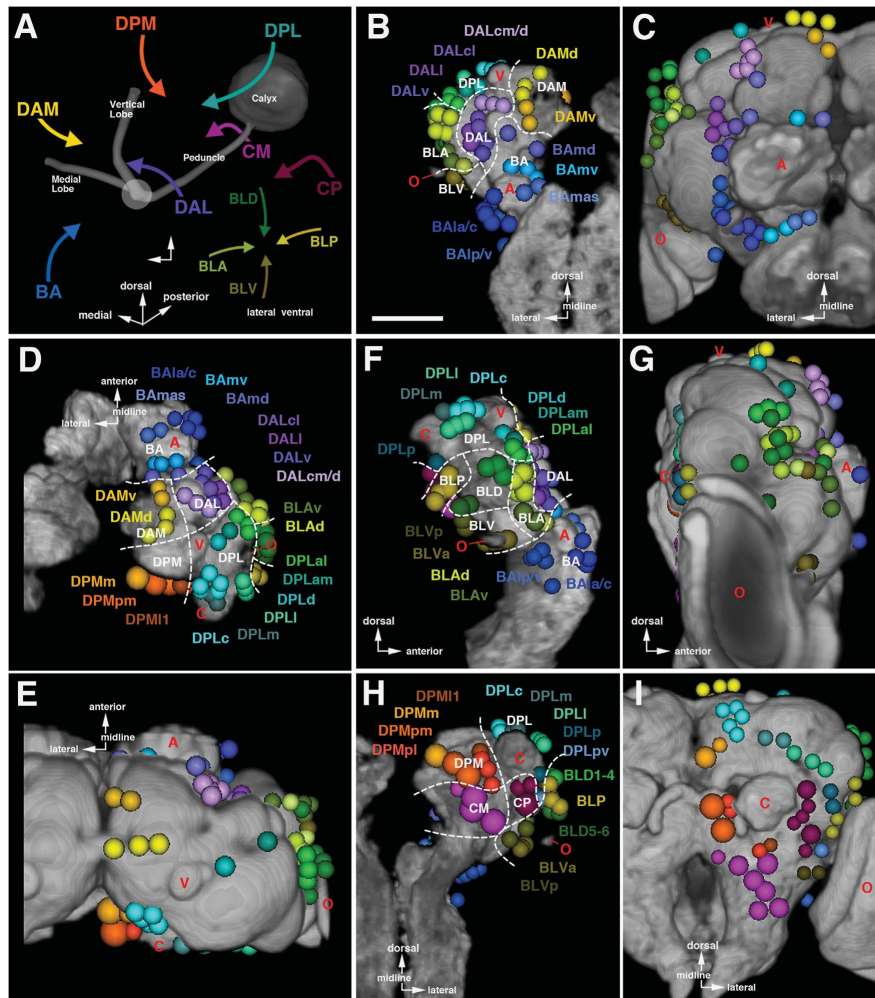 A
DPM
DPL
DAM
Vertical
Lobe
Calyx
CM
Peduncle
Medial
Lobe
CP
DAL
BLD
BLP
BLA
BA
BLV
dorsal
posterior
medial
lateral ventral
B
DALcm/d
DALcl
DALl
DALv
V
DPL
DAMd
DAM
DAMv
DAL
BLA
BAmd
BA
BAmv
O
BLV
A
BAmas
BAla/c
BAlp/v
dorsal
midline
lateral
C
V
A
O
dorsal
midline
lateral
D
anterior
midline
lateral
BAla/c
BAmas
BAmv
BAmd
A
BA
DALcl
DALl
DALv
DALcm/d
DAMv
DAL
DAMd
BLAv
DAM
BLAd
V
O
DPM
DPL
DPLal
DPMm
DPLam
DPMpm
DPLd
C
DPMl1
DPLl
DPLc
DPLm
F
DPLl
DPLc
DPLm
DPLd
V
DPLam
C
DPLal
DPL
DPLp
BLP
DAL
BLD
BLV
BLA
BLVp
A
O
BLVa
BA
BLAd
BAlp/v
BLAv
BAla/c
dorsal
anterior
G
V
C
A
O
dorsal
anterior
E
anterior
midline
lateral
A
V
O
C
H
DPMl1
DPLc
DPLm
DPMm
DPL
DPLl
DPMpm
DPLp
DPMpl
DPM
DPLpv
C
BLD1-4
CP
BLP
CM
BLD5-6
O
BLVa
BLVp
dorsal
midline
lateral
I
C
O
dorsal
midline
lateral